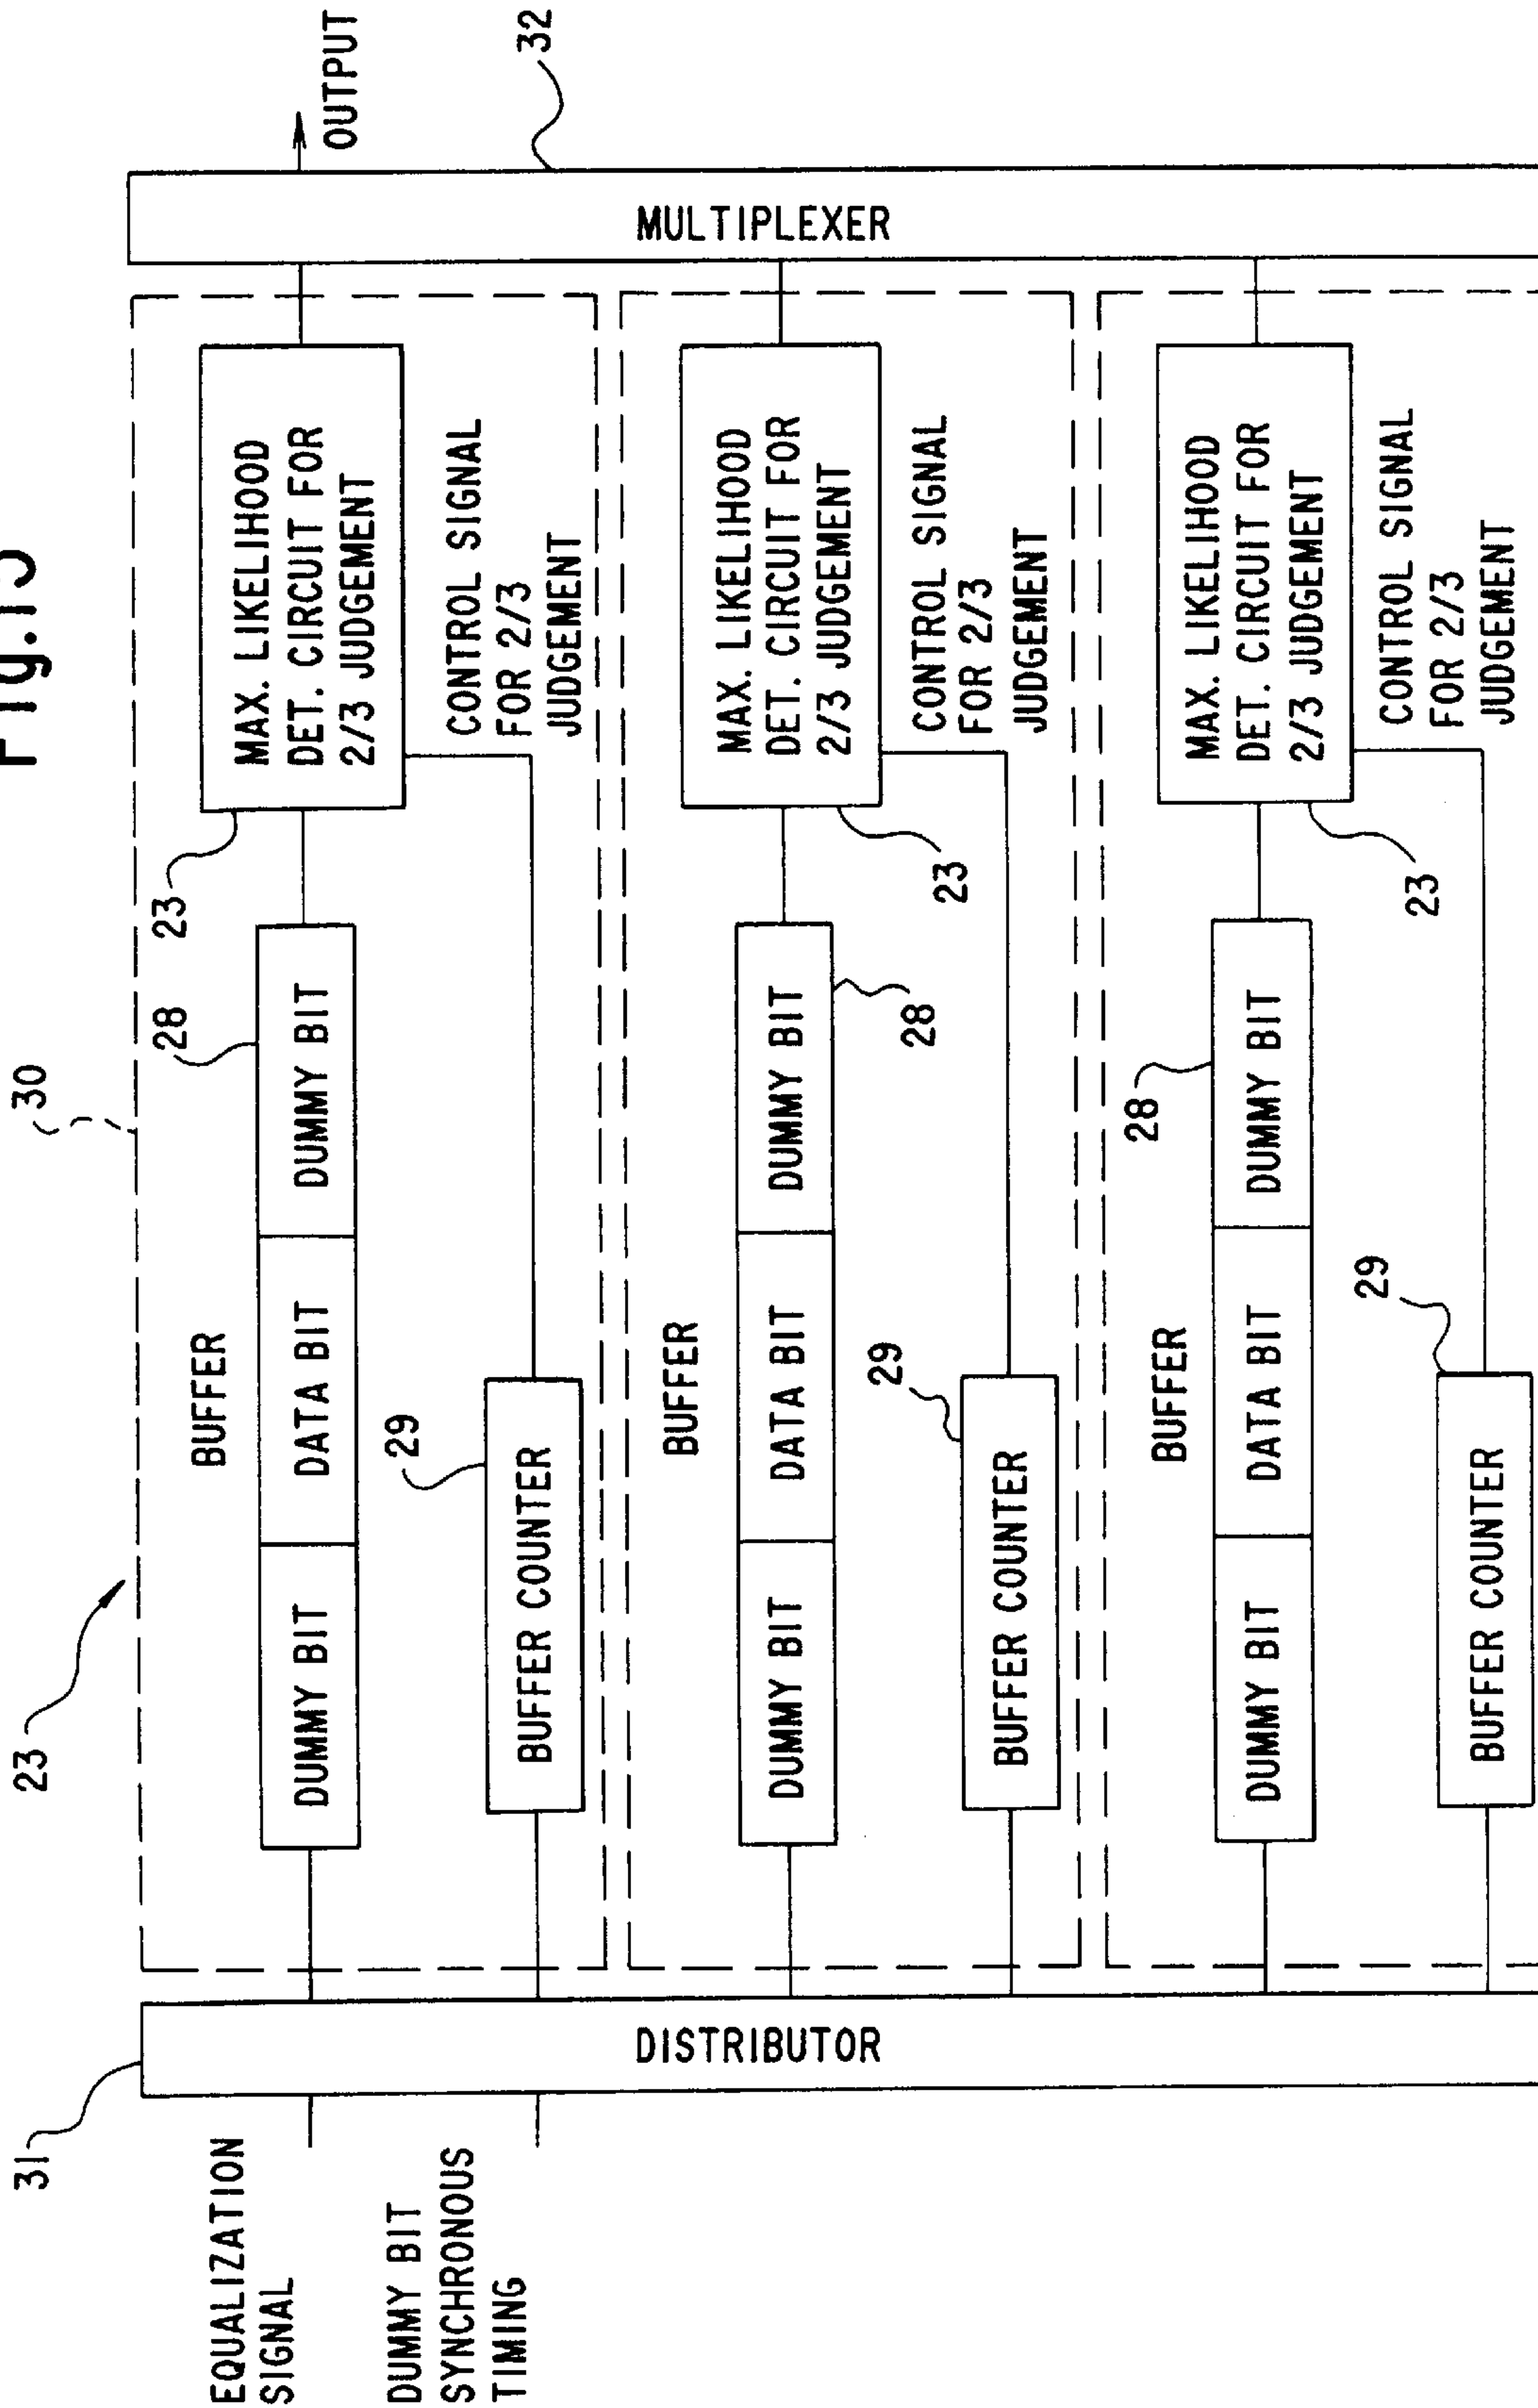 Fig.15
30
23
31
32
EQUALIZATION
SIGNAL
DUMMY BIT
SYNCHRONOUS
TIMING
DISTRIBUTOR
MULTIPLEXER
OUTPUT
BUFFER
28
23
DUMMY BIT
DATA BIT
DUMMY BIT
MAX. LIKELIHOOD
DET. CIRCUIT FOR
2/3 JUDGEMENT
29
BUFFER COUNTER
CONTROL SIGNAL
FOR 2/3
JUDGEMENT
BUFFER
DUMMY BIT
DATA BIT
DUMMY BIT
MAX. LIKELIHOOD
DET. CIRCUIT FOR
2/3 JUDGEMENT
28
23
29
BUFFER COUNTER
CONTROL SIGNAL
FOR 2/3
JUDGEMENT
BUFFER
28
DUMMY BIT
DATA BIT
DUMMY BIT
MAX. LIKELIHOOD
DET. CIRCUIT FOR
2/3 JUDGEMENT
23
29
BUFFER COUNTER
CONTROL SIGNAL
FOR 2/3
JUDGEMENT